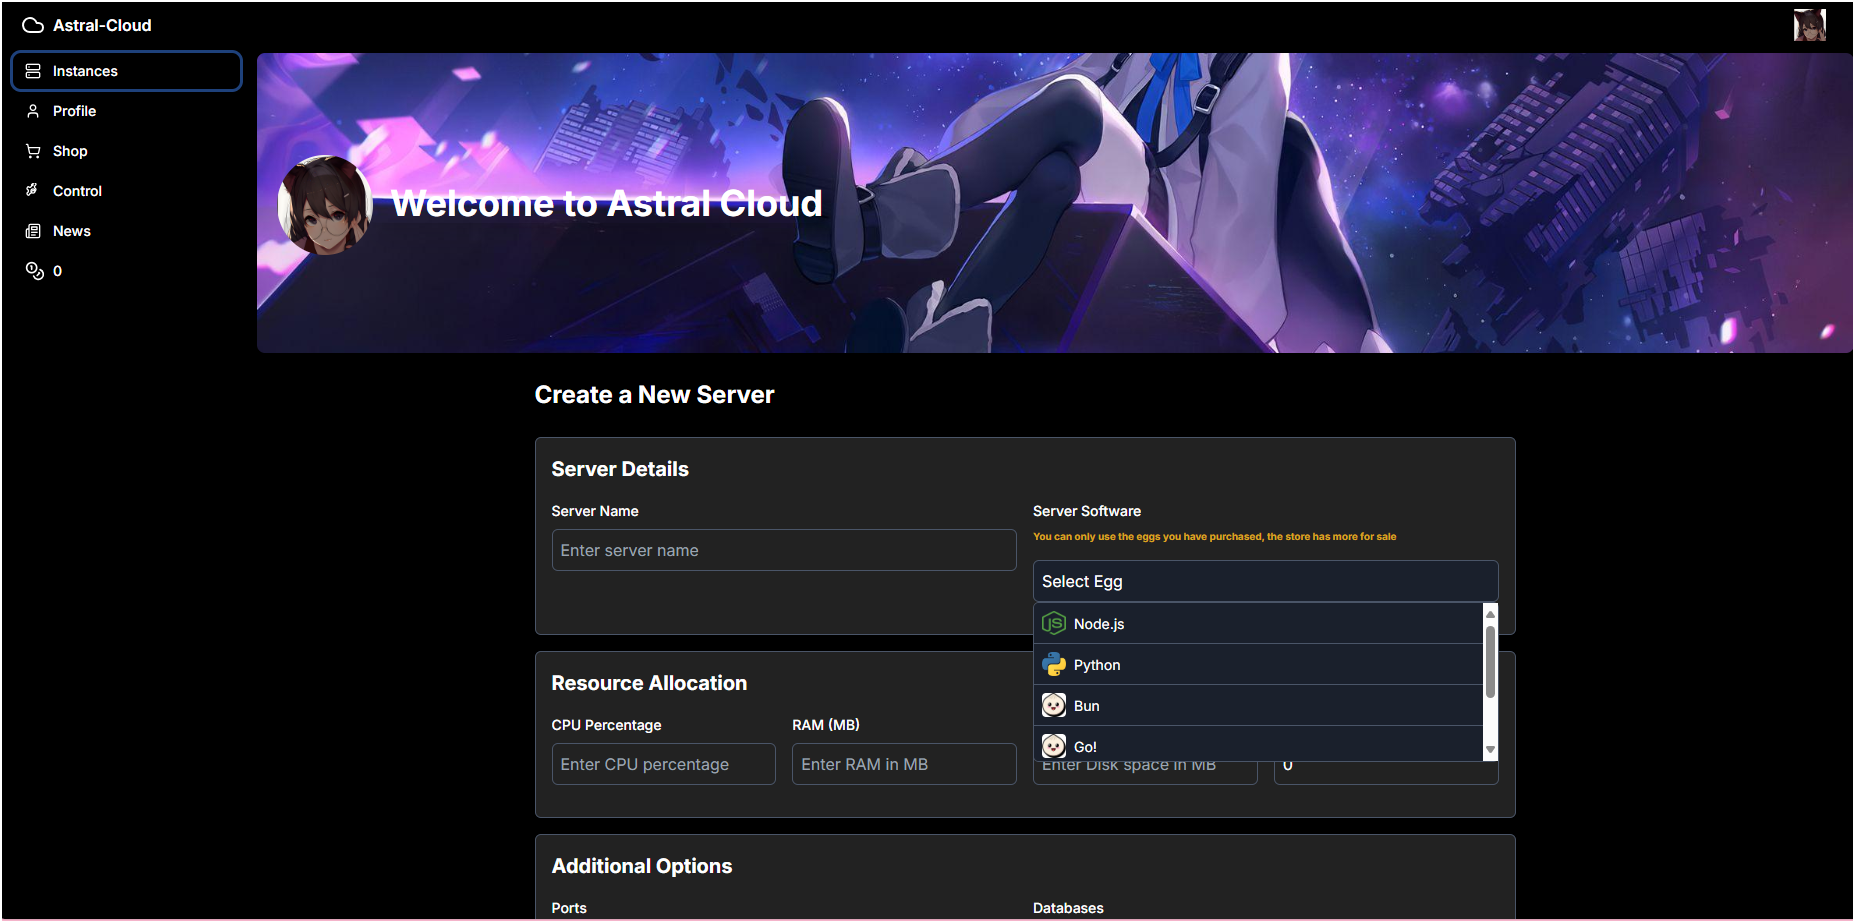 Astral-Cloud
Instances
Profile
Shop
Control
News
0
Welcome to Astral Cloud
Create a New Server
Server Details
Server Name
Enter server name
Server Software
You can only use the eggs you have purchased, the store has more for sale
Select Egg
JS Node.js
Python
Bun
Go!
Resource Allocation
CPU Percentage
RAM (MB)
Enter CPU percentage
Enter RAM in MB
Enter Disk space in MB
0
Additional Options
Ports
Databases